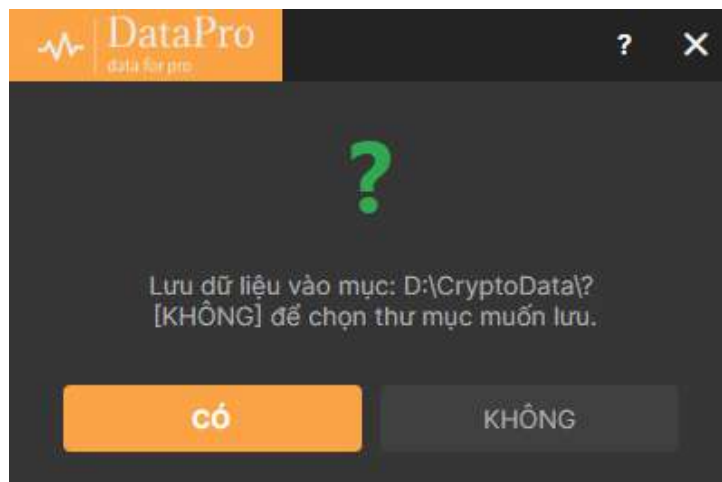 DataPro
data for pro
?
?
Lưu dữ liệu vào mục: D:\CryptoData\?
[KHÔNG] để chọn thư mục muốn lưu.
CÓ
KHÔNG